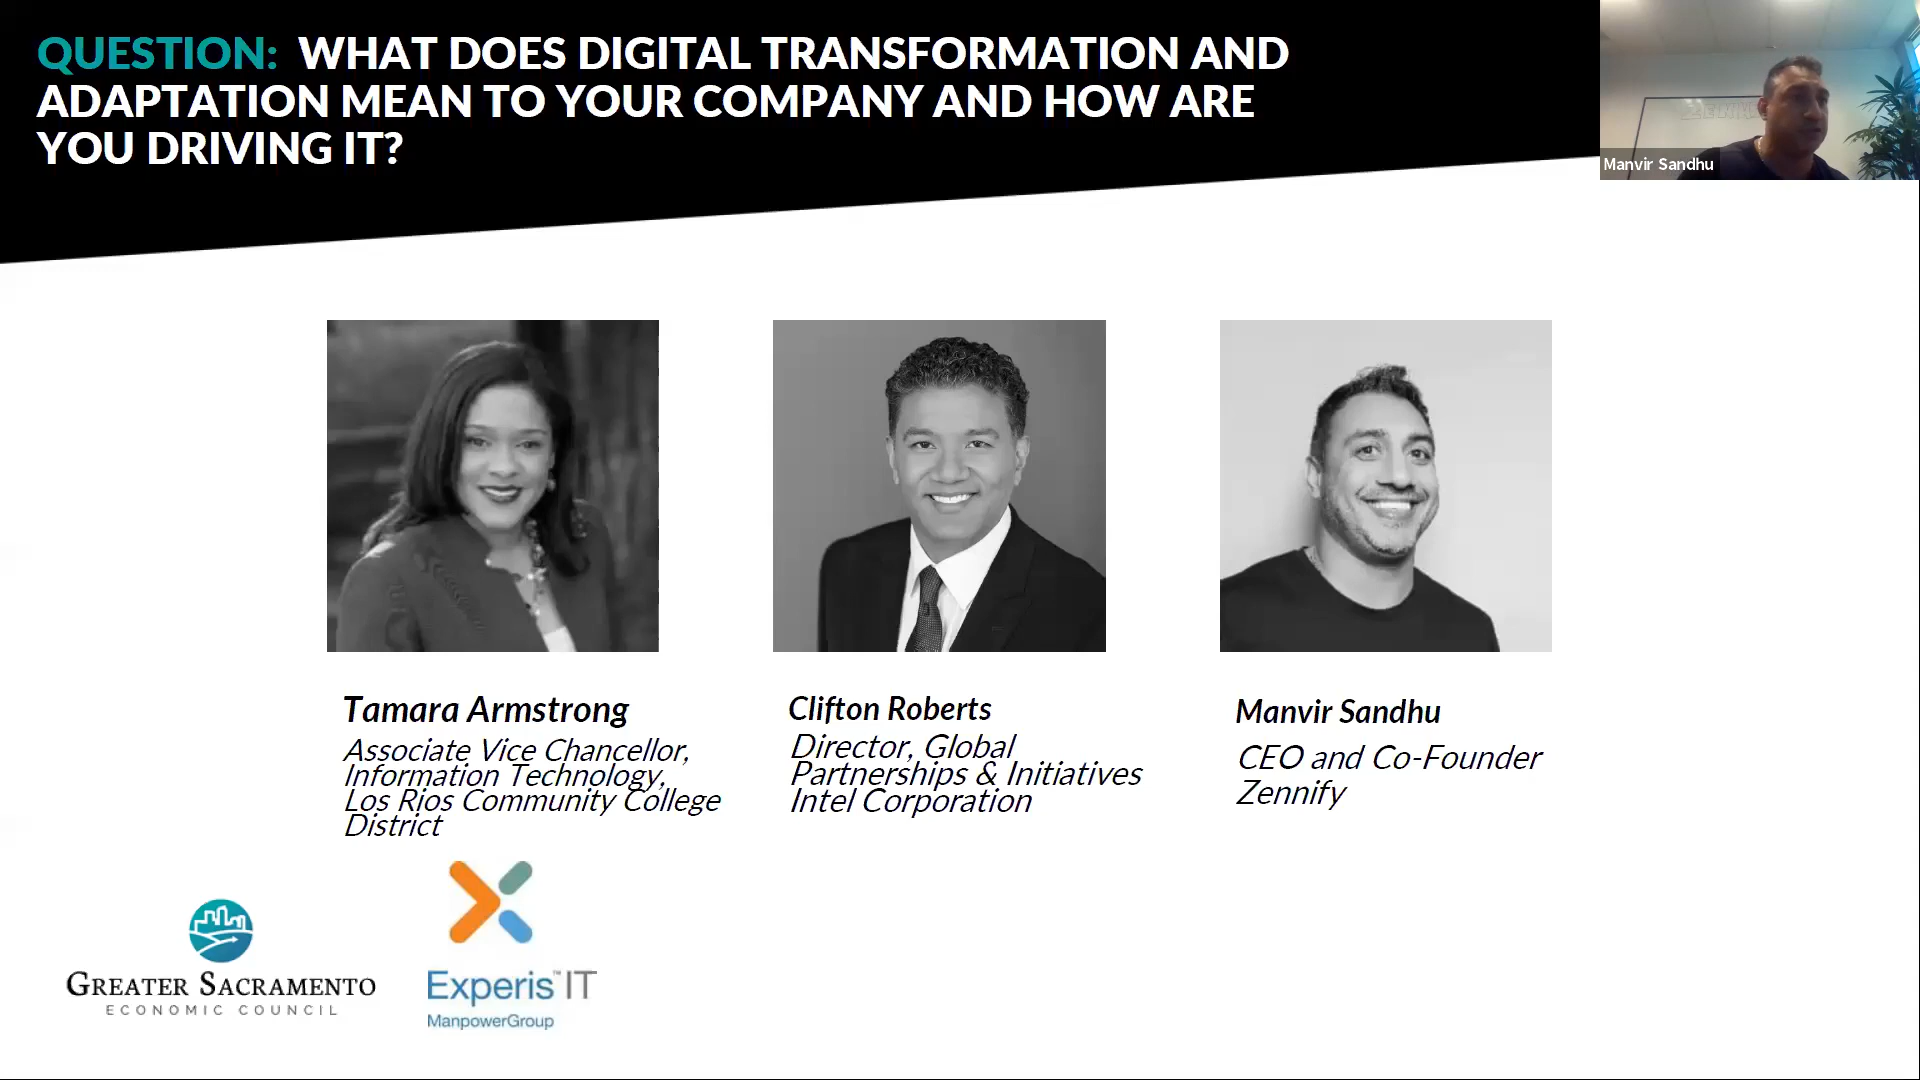 QUESTION: WHAT DOES DIGITAL TRANSFORMATION AND
ADAPTATION MEAN TO YOUR COMPANY AND HOW ARE
YOU DRIVING IT?
Manvir Sandhu
Tamara Armstrong
Associate Vice Chancellor,
Information Technology,
Los Rios Community College
District
Clifton Roberts
Director, Global
Partnerships & Initiatives
Intel Corporation
Manvir Sandhu
CEO and Co-Founder
Zennify
GREATER SACRAMENTO
ECONOMIC COUNCIL
Experis™ IT
ManpowerGroup